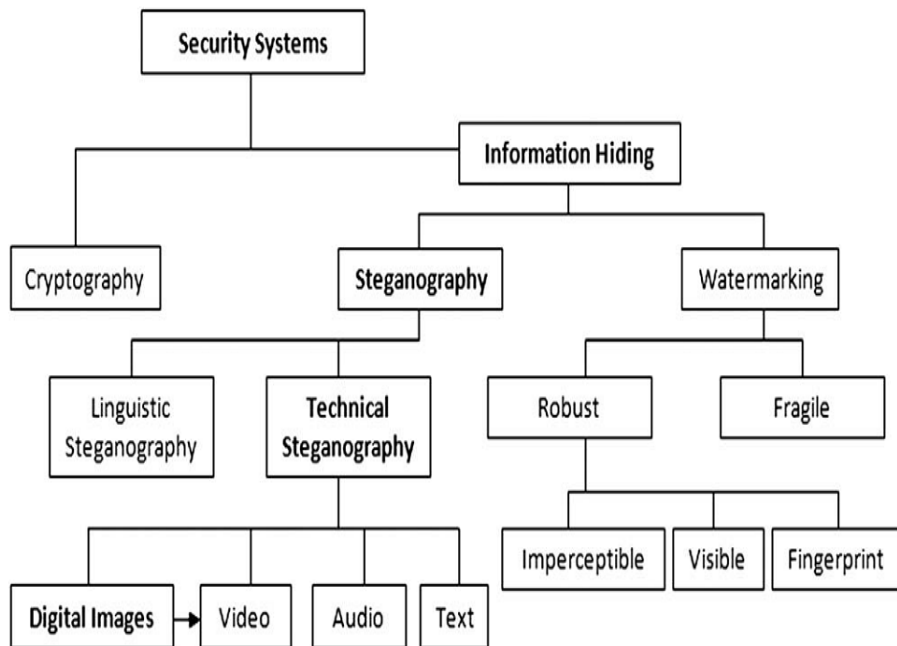 Security Systems
Information Hiding
Cryptography
Steganography
Watermarking
Linguistic
Steganography
Technical
Steganography
Robust
Fragile
Imperceptible
Visible
Fingerprint
Digital Images
Video
Audio
Text